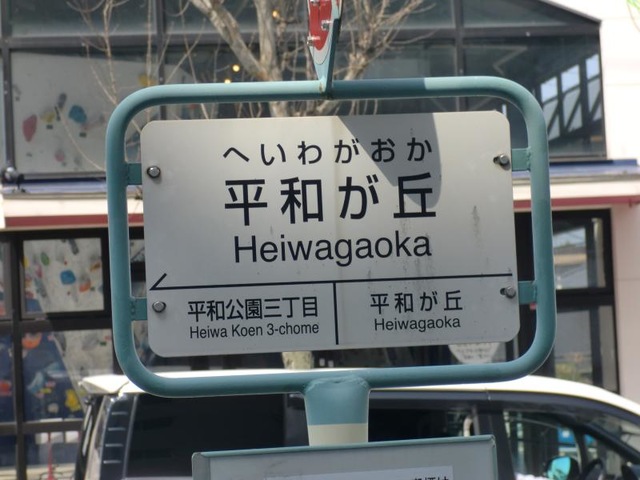 へいわがおか
平和が丘
Heiwagaoka
平和公園三丁目
Heiwa Koen 3-chome
平和が丘
Heiwagaoka